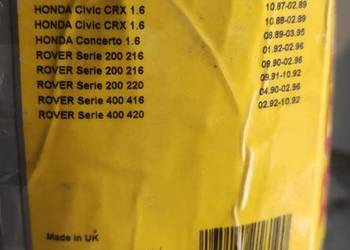 HONDA Civic CRX 1.6 10.87-02.89
HONDA Civic CRX 1.6 10.88-02.89
HONDA Concerto 1.6 08.89-03.95
ROVER Serie 200 216 01.92-02.96
ROVER Serie 200 216 09.90-02.96
ROVER Serie 200 220 09.91-10.92
ROVER Serie 400 416 04.90-02.96
ROVER Serie 400 420 02.92-10.92
Made in UK